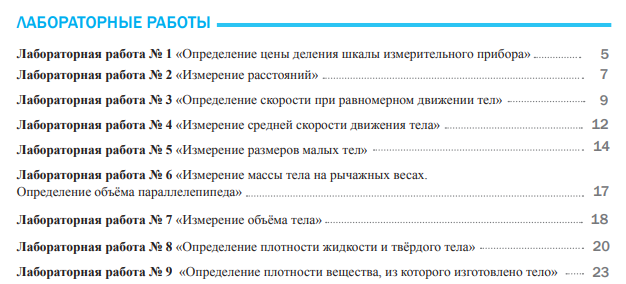 ЛАБОРАТОРНЫЕ РАБОТЫ
Лабораторная работа № 1 «Определение цены деления шкалы измерительного прибора» 5
Лабораторная работа № 2 «Измерение расстояний» 7
Лабораторная работа № 3 «Определение скорости при равномерном движении тел» 9
Лабораторная работа № 4 «Измерение средней скорости движения тела» 12
Лабораторная работа № 5 «Измерение размеров малых тел» 14
Лабораторная работа № 6 «Измерение массы тела на рычажных весах.
Определение объёма параллелепипеда» 17
Лабораторная работа № 7 «Измерение объёма тела» 18
Лабораторная работа № 8 «Определение плотности жидкости и твёрдого тела» 20
Лабораторная работа № 9 «Определение плотности вещества, из которого изготовлено тело» 23